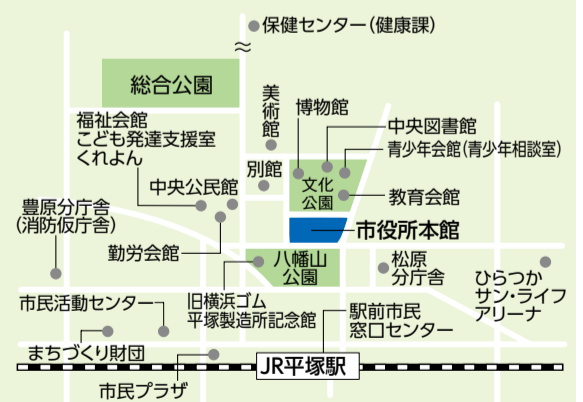 保健センター(健康課)
総合公園
福祉会館
こども発達支援室
くれよん
美術館
博物館
中央図書館
青少年会館(青少年相談室)
別館
文化
公園
教育会館
中央公民館
豊原分庁舎
(消防仮庁舎)
勤労会館
市役所本館
八幡山
公園
松原
分庁舎
ひらつか
サン・ライフ
アリーナ
市民活動センター
旧横浜ゴム
平塚製造所記念館
駅前市民
窓口センター
まちづくり財団
JR平塚駅
市民プラザ